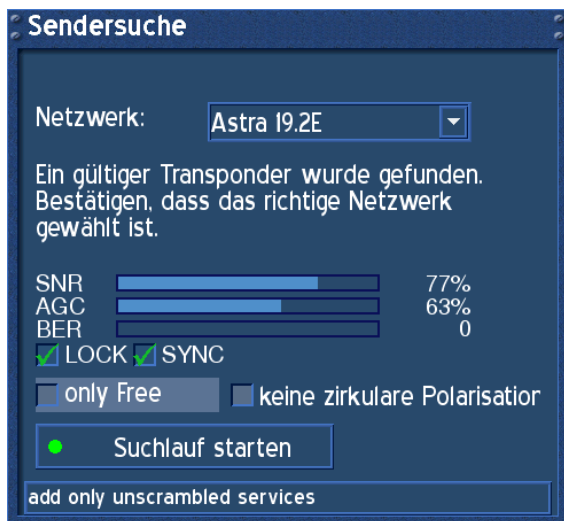 Sendersuche
Netzwerk: Astra 19.2E
Ein gültiger Transponder wurde gefunden.
Bestätigen, dass das richtige Netzwerk
gewählt ist.
SNR 77%
AGC 63%
BER 0
LOCK SYNC
only Free keine zirkulare Polarisation
Suchlauf starten
add only unscrambled services